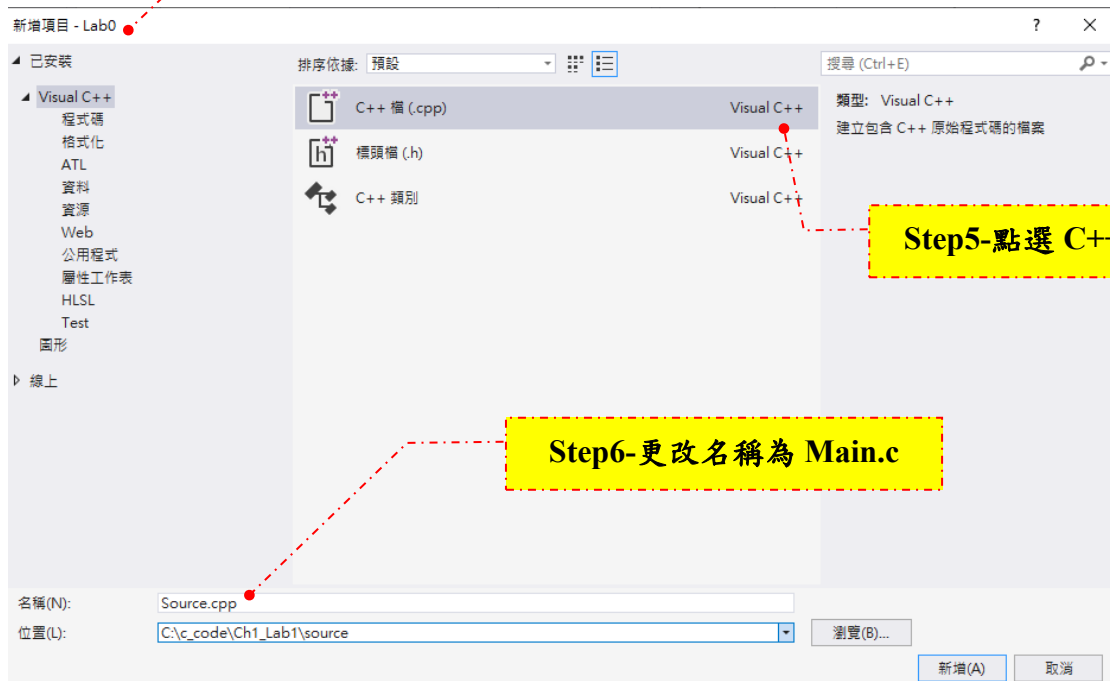 新增項目 - Lab0
?
已安裝
排序依據: 預設
搜尋 (Ctrl+E)
Visual C++
程式碼
格式化
ATL
資料
資源
Web
公用程式
屬性工作表
HLSL
Test
圖形
線上
C++ 檔 (.cpp) Visual C++
標頭檔 (.h) Visual C++
C++ 類別 Visual C++
類型: Visual C++
建立包含 C++ 原始程式碼的檔案
Step5-點選 C++
Step6-更改名稱為 Main.c
名稱(N): Source.cpp
位置(L): C:\c_code\Ch1_Lab1\source
瀏覽(B)...
新增(A) 取消